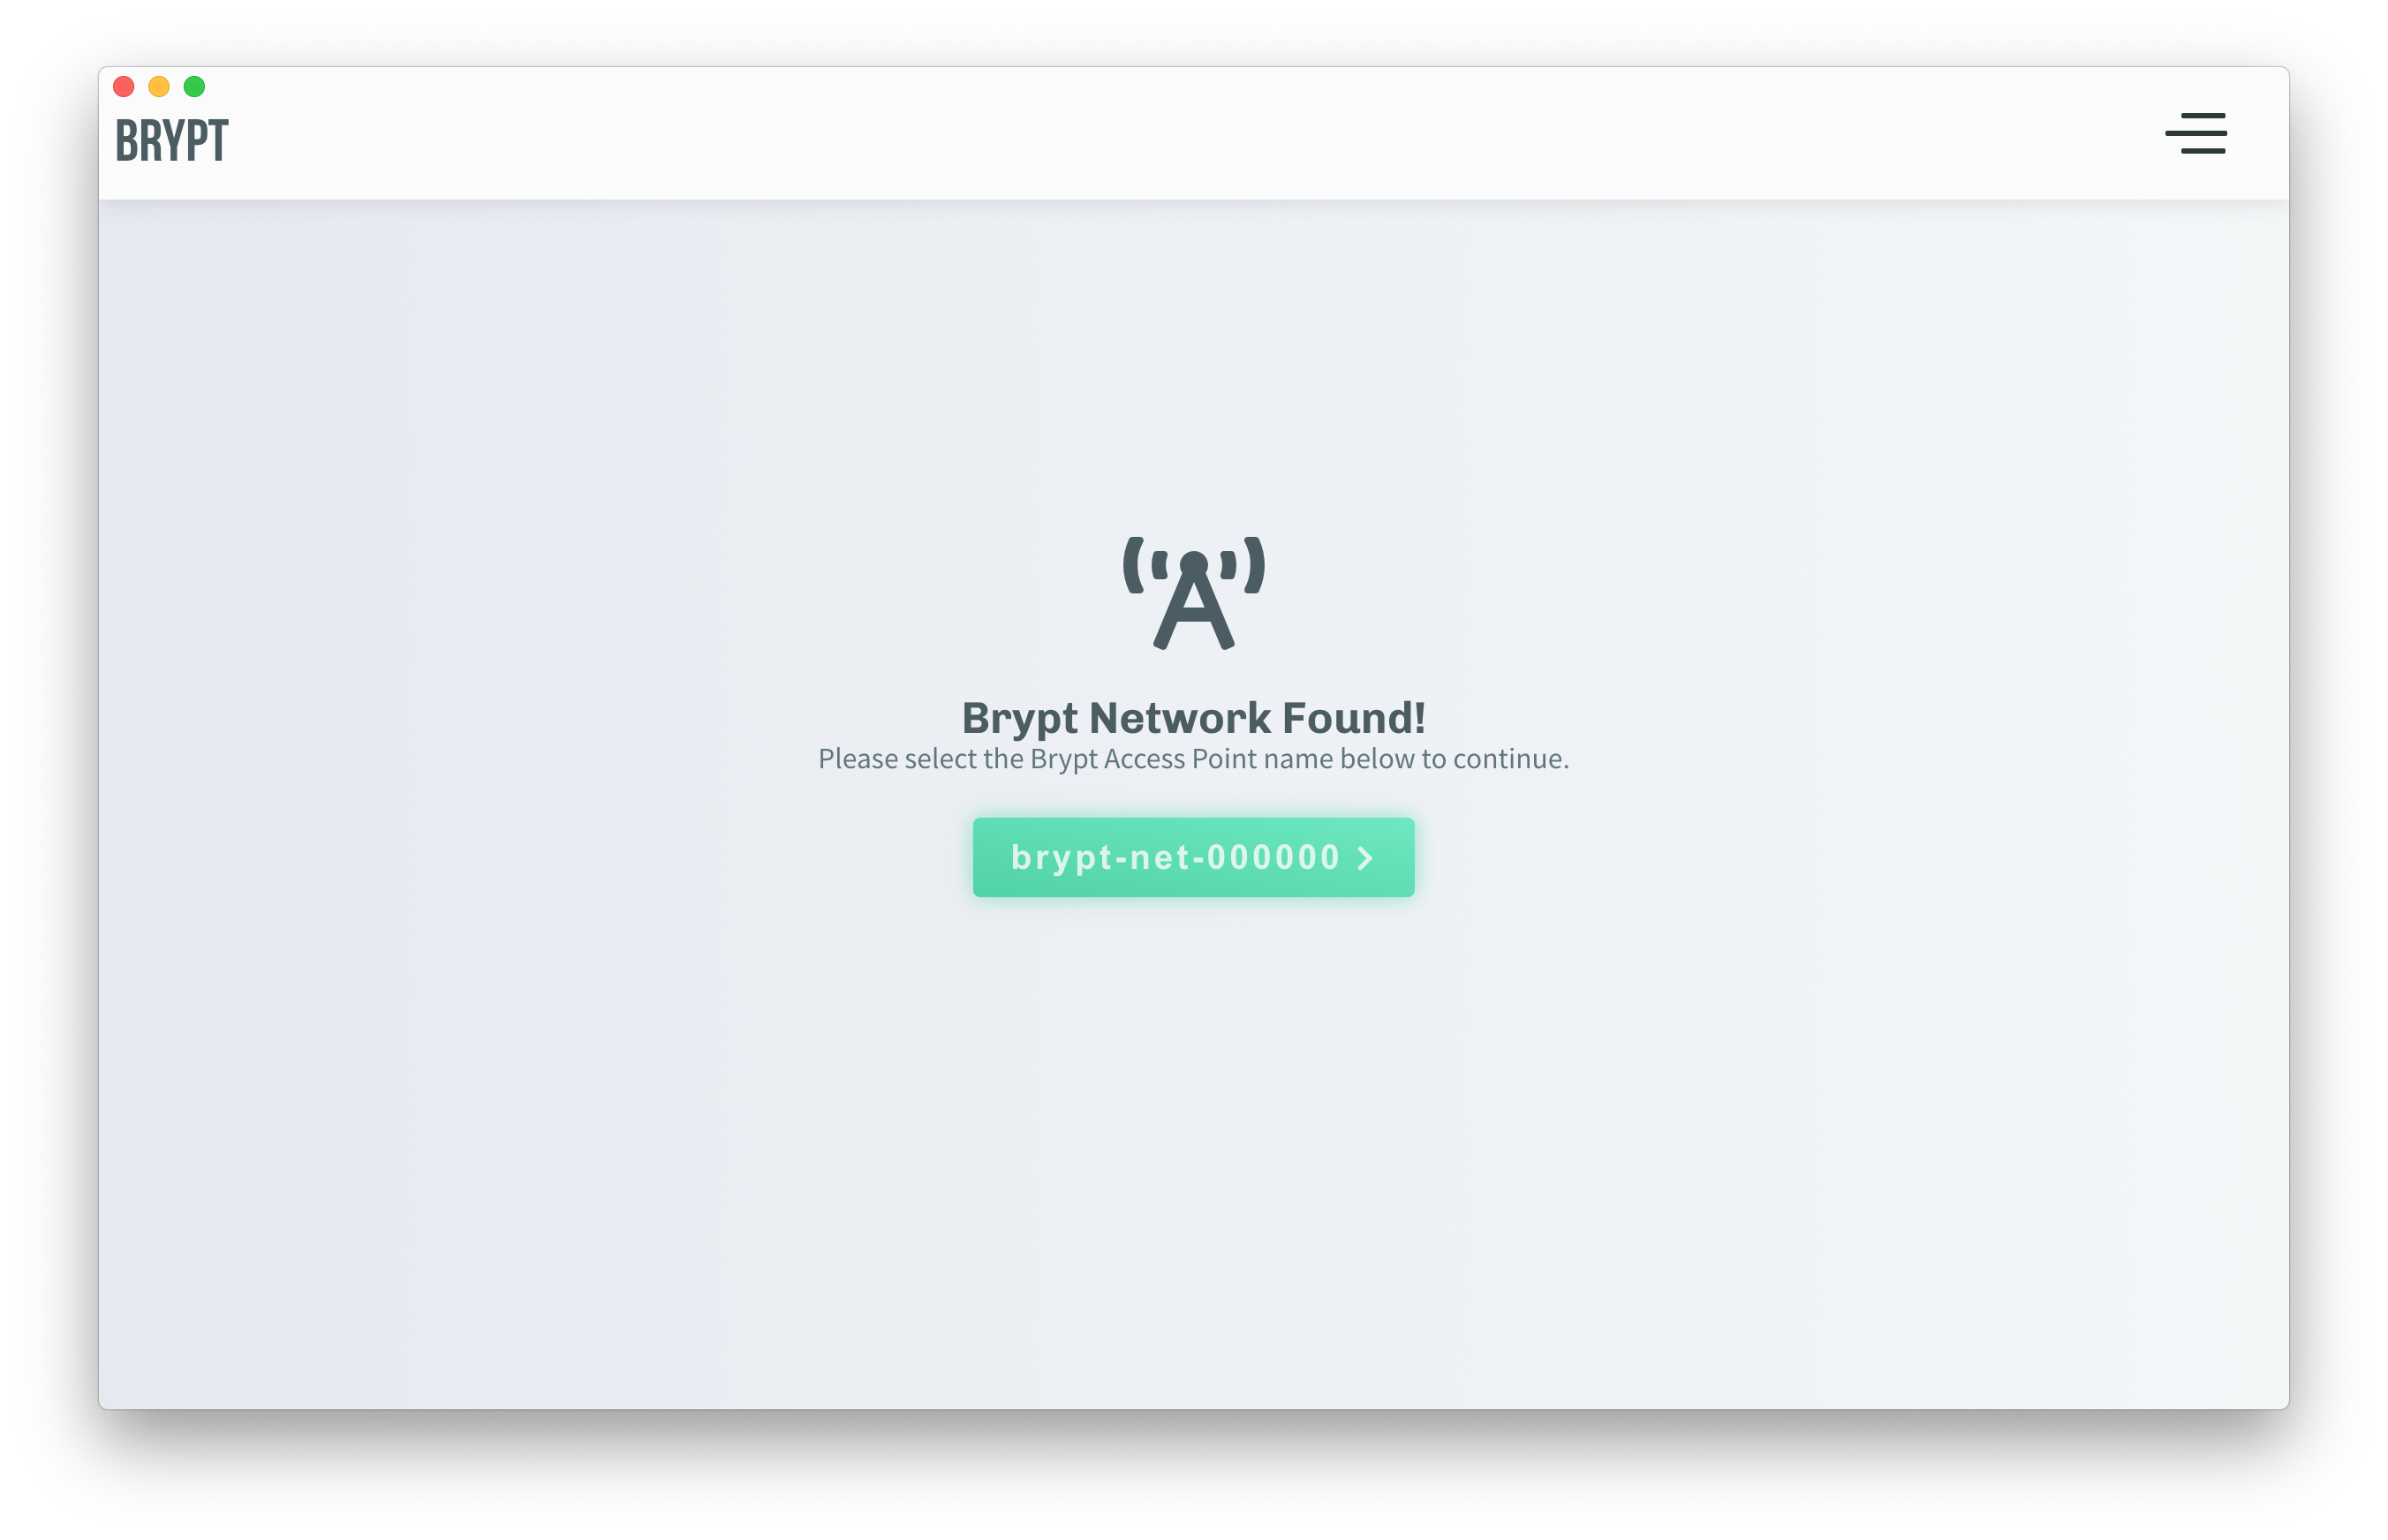 BRYPT
Brypt Network Found!
Please select the Brypt Access Point name below to continue.
brypt-net-000000